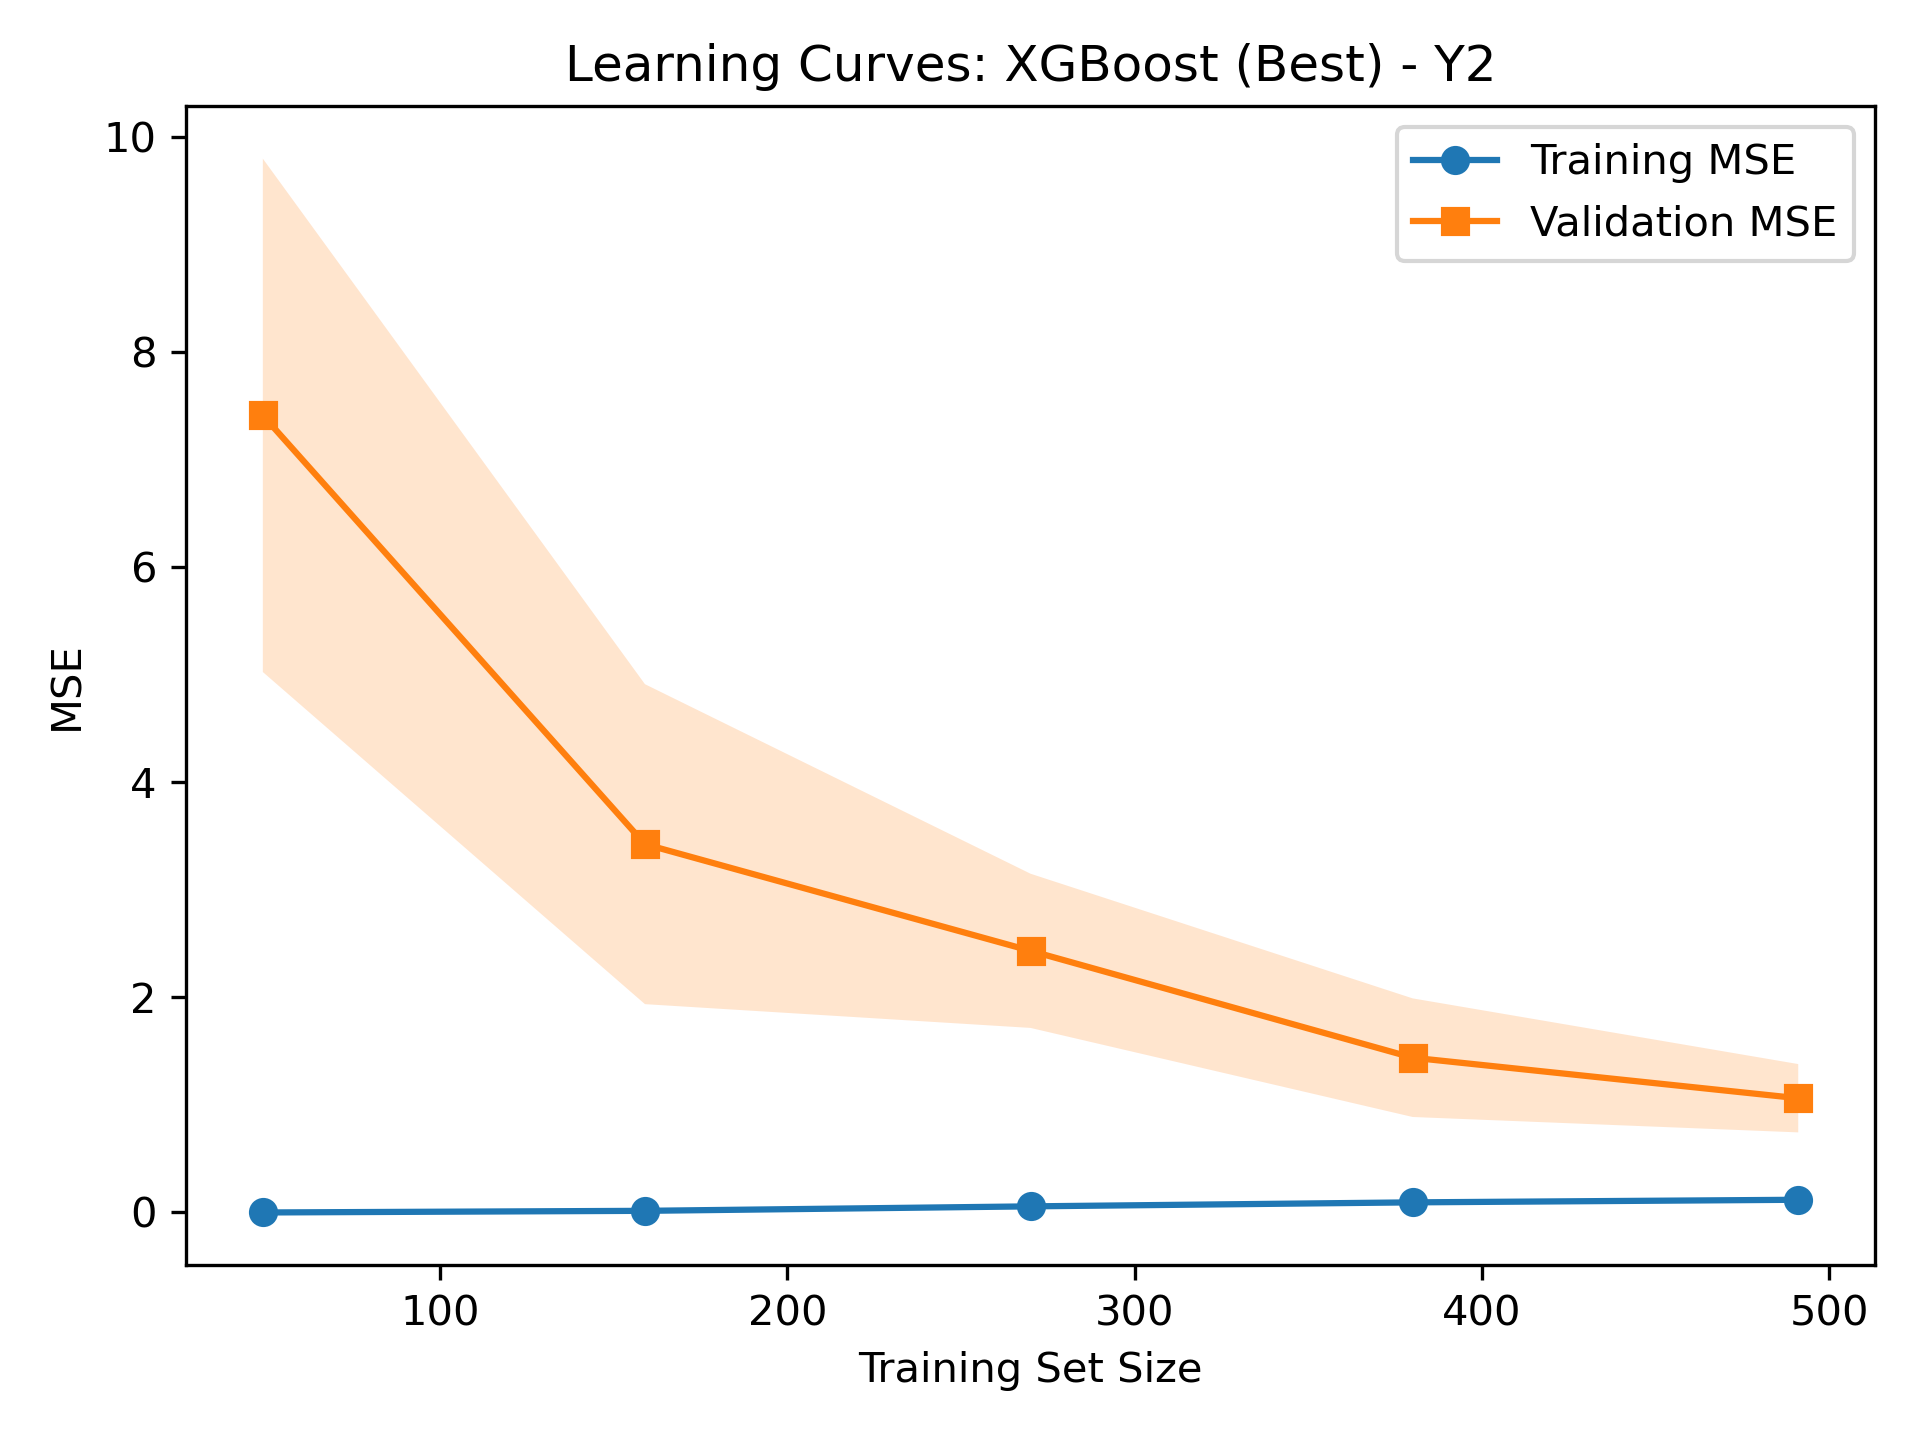 Learning Curves: XGBoost (Best) - Y2
Training MSE
Validation MSE
MSE
10
8
6
4
2
0
100 200 300 400 500
Training Set Size